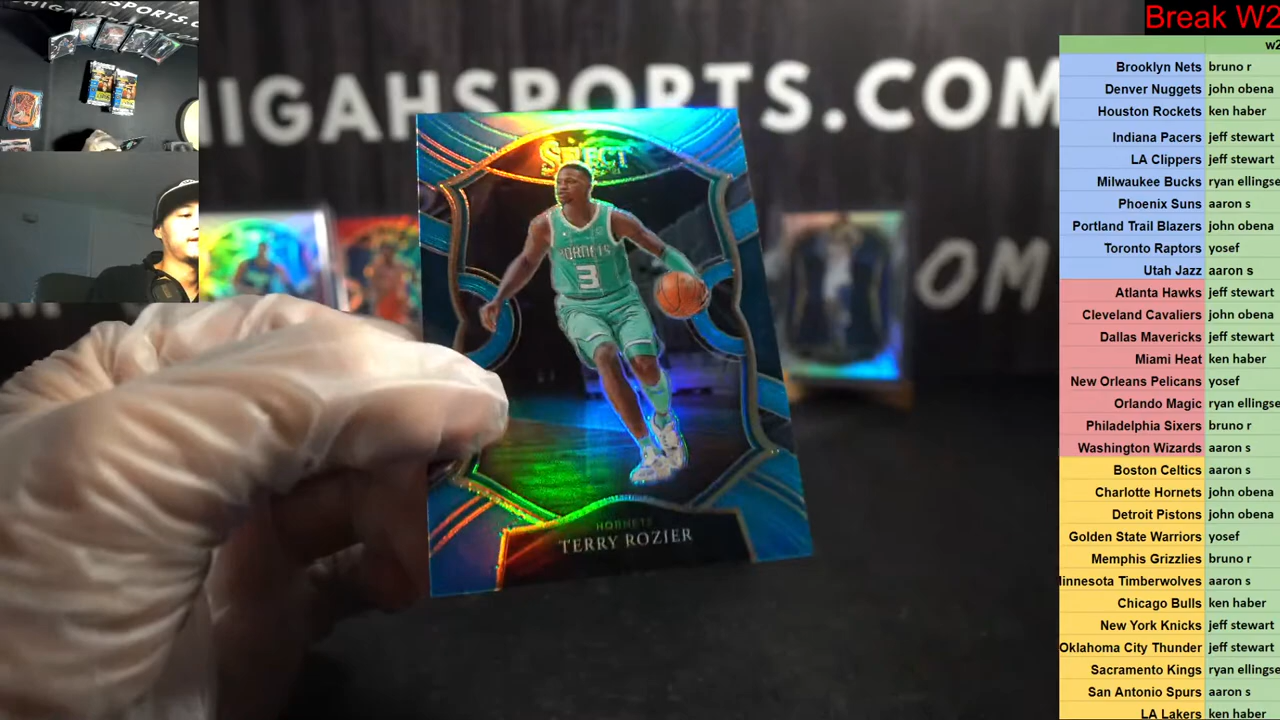 SPORTS.COM
Break W2
HIGAHSPORTS.COM
w2
Brooklyn Nets bruno r
Denver Nuggets john obena
Houston Rockets ken haber
Indiana Pacers jeff stewart
LA Clippers jeff stewart
Milwaukee Bucks ryan ellingse
Phoenix Suns aaron s
Portland Trail Blazers john obena
Toronto Raptors yosef
Utah Jazz aaron s
Atlanta Hawks jeff stewart
Cleveland Cavaliers john obena
Dallas Mavericks jeff stewart
Miami Heat ken haber
New Orleans Pelicans yosef
Orlando Magic ryan ellingse
Philadelphia Sixers bruno r
Washington Wizards aaron s
Boston Celtics aaron s
Charlotte Hornets john obena
Detroit Pistons john obena
Golden State Warriors yosef
Memphis Grizzlies bruno r
innesota Timberwolves aaron s
Chicago Bulls ken haber
New York Knicks jeff stewart
Oklahoma City Thunder jeff stewart
Sacramento Kings ryan ellingse
San Antonio Spurs aaron s
LA Lakers ken haber
SELECT
HORNETS
3
OM
HORNETS
TERRY ROZIER